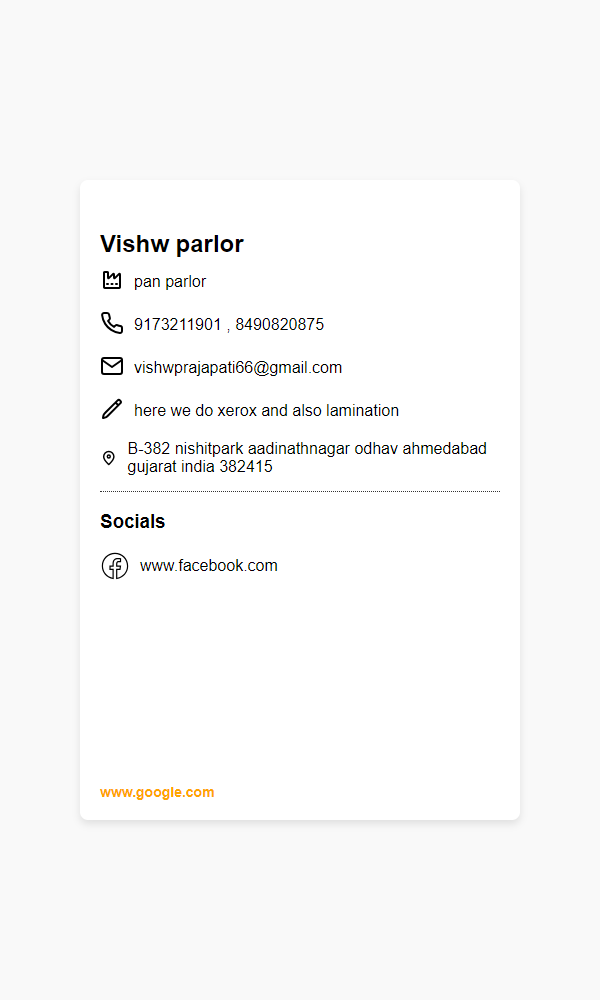 Vishw parlor
pan parlor
9173211901 , 8490820875
vishwprajapati66@gmail.com
here we do xerox and also lamination
B-382 nishitpark aadinathnagar odhav ahmedabad
gujarat india 382415
Socials
www.facebook.com
www.google.com